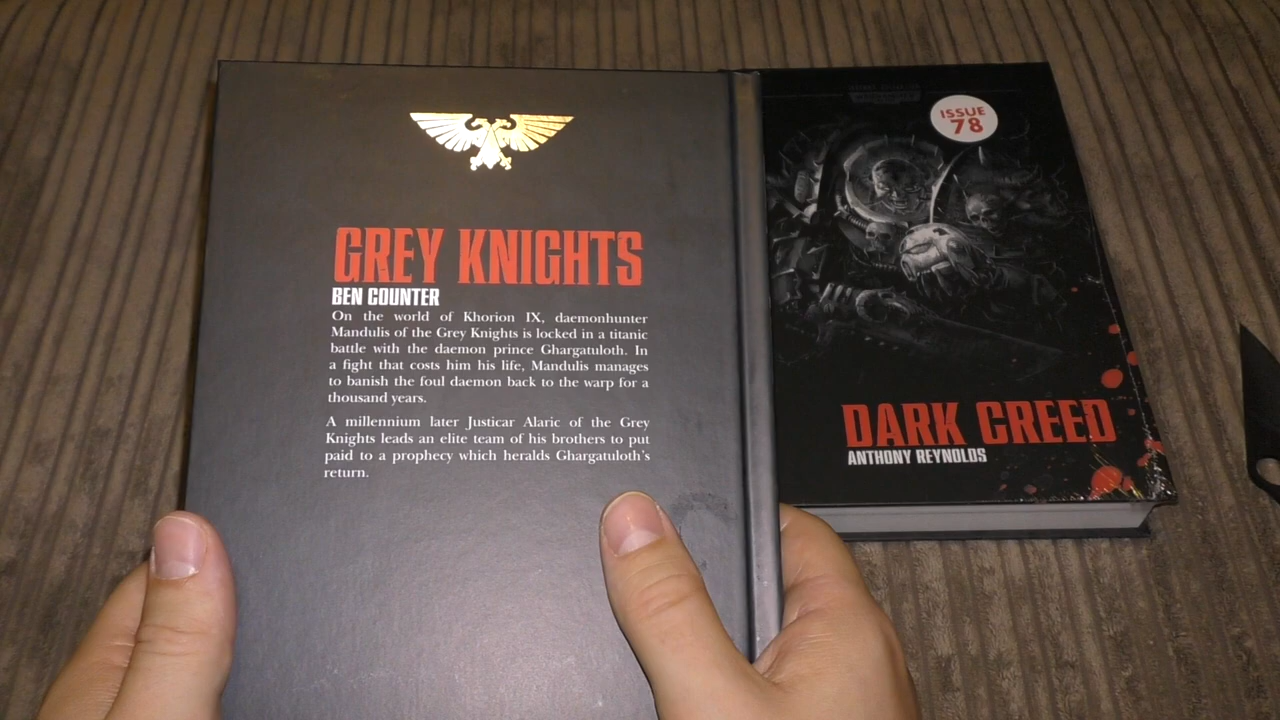 GREY KNIGHTS
BEN COUNTER
On the world of Khorion IX, daemonhunter
Mandulis of the Grey Knights is locked in a titanic
battle with the daemon prince Ghargatuloth. In
a fight that costs him his life, Mandulis manages
to banish the foul daemon back to the warp for a
thousand years.
A millennium later Justicar Alaric of the Grey
Knights leads an elite team of his brothers to put
paid to a prophecy which heralds Ghargatuloth's
return.
ISSUE
78
DARK CREED
ANTHONY REYNOLDS